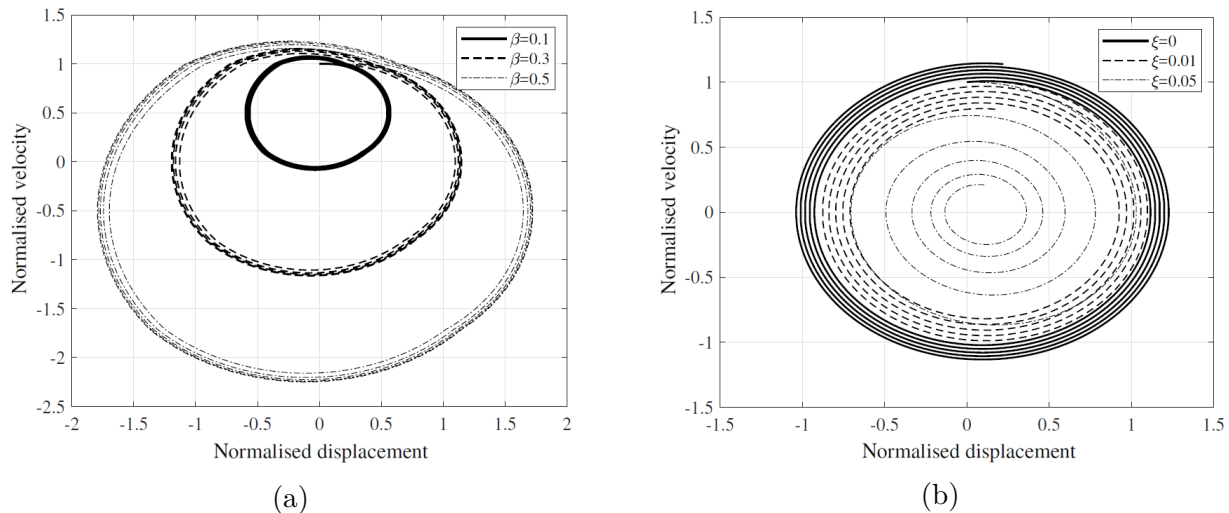 1.5
1
0.5
0
-0.5
-1
-1.5
-2
-2.5
Normalised velocity
β=0.1
β=0.3
β=0.5
-2 -1.5 -1 -0.5 0 0.5 1 1.5 2
Normalised displacement
(a)
1.5
1
0.5
0
-0.5
-1
-1.5
Normalised velocity
ξ=0
ξ=0.01
ξ=0.05
-1.5 -1 -0.5 0 0.5 1 1.5
Normalised displacement
(b)